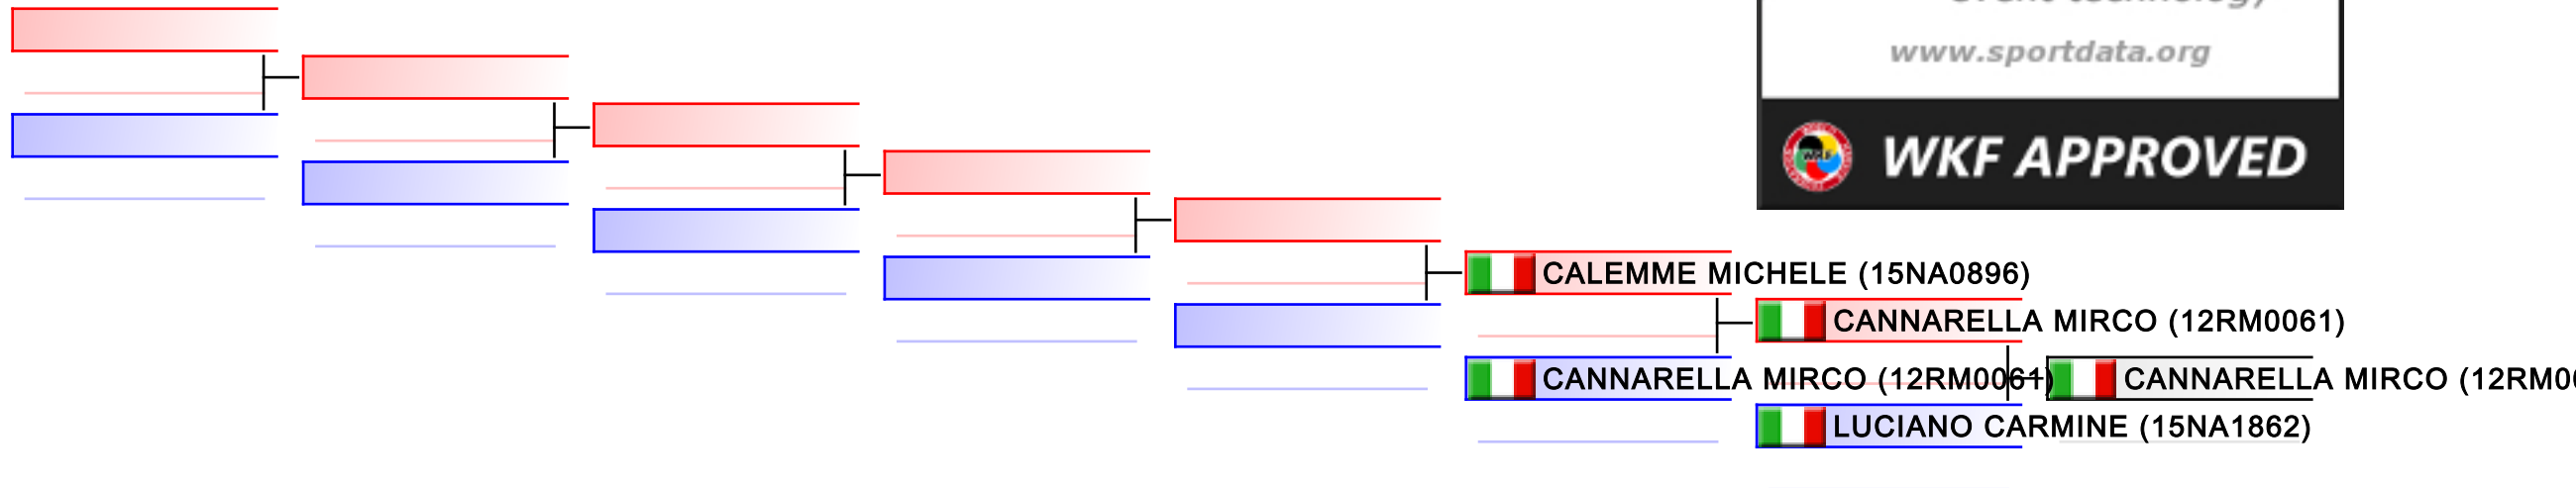 www.sportdata.org
WKF APPROVED
CALEMME MICHELE (15NA0896)
CANNARELLA MIRCO (12RM0061)
CANNARELLA MIRCO (12RM0061)
CANNARELLA MIRCO (12RM00
LUCIANO CARMINE (15NA1862)